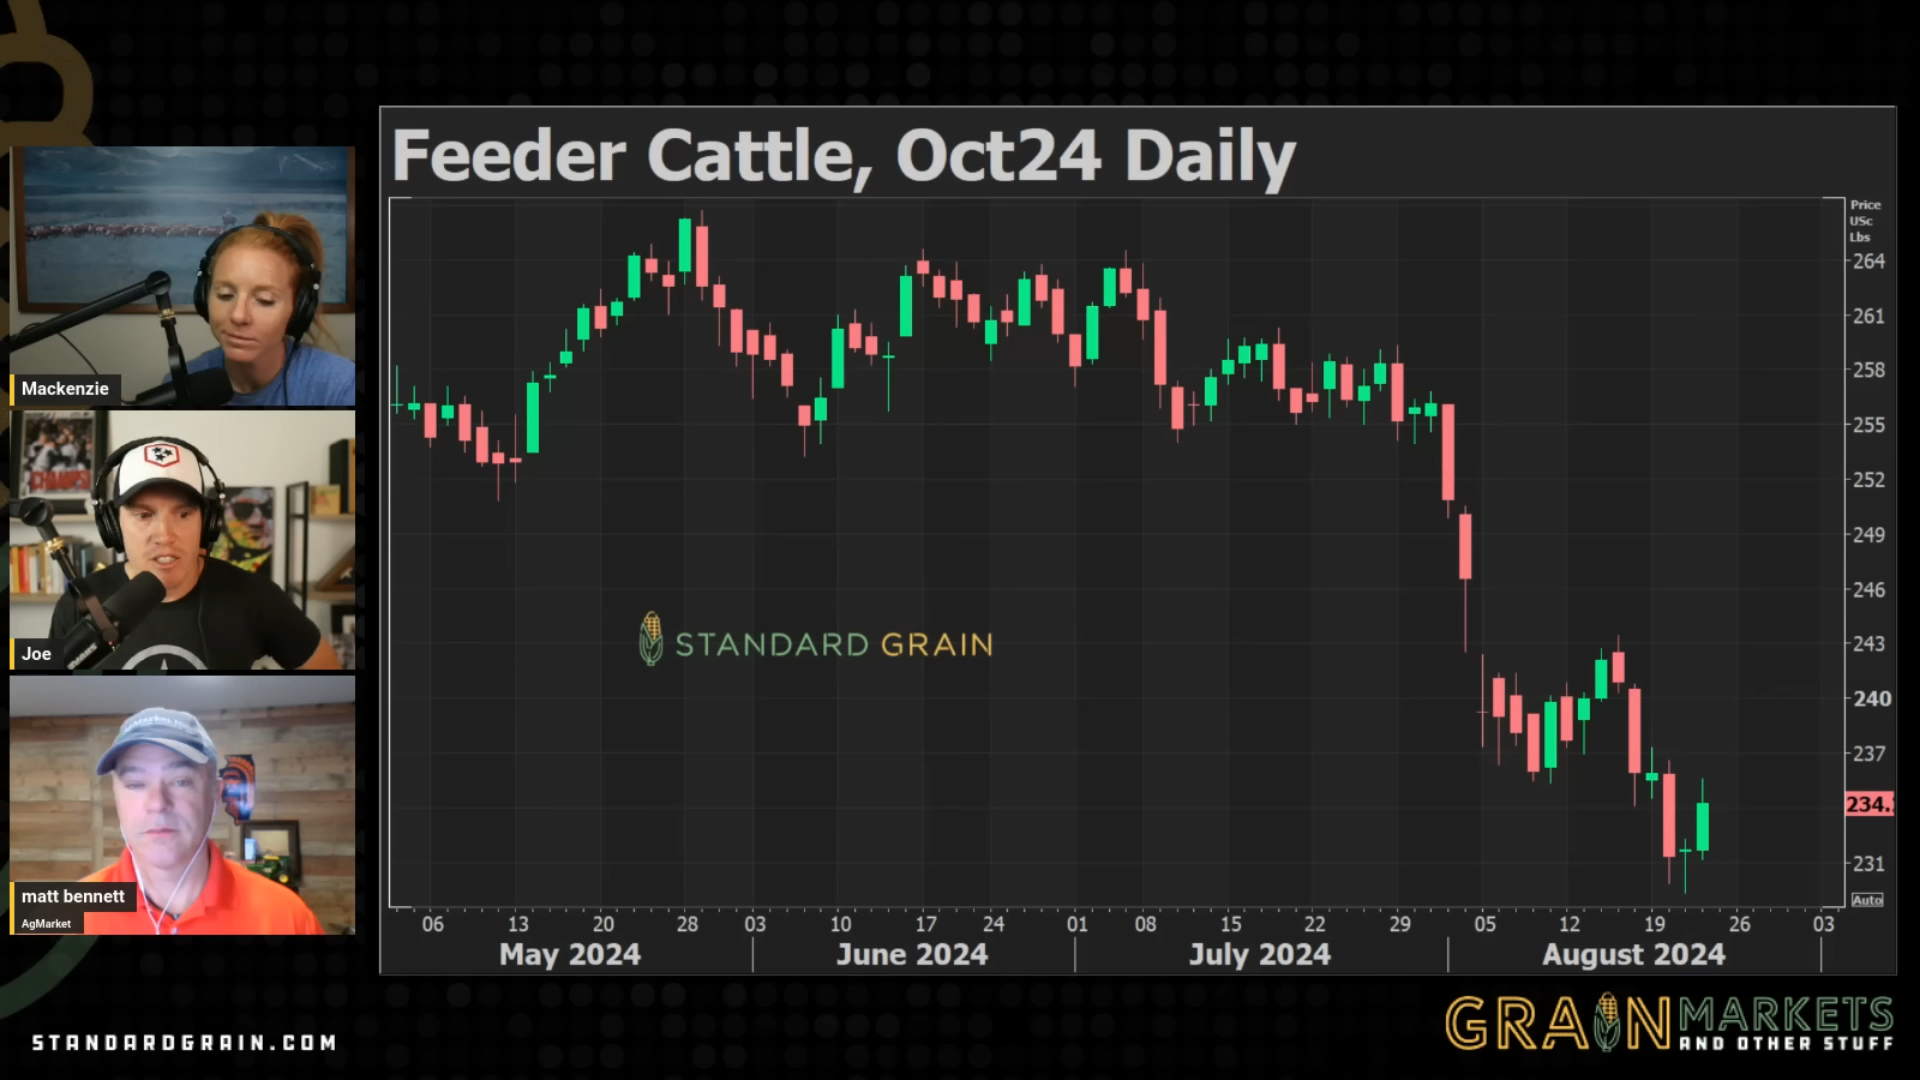 Feeder Cattle, Oct24 Daily
Price
USc
Lbs
264
261
258
255
252
249
246
243
240
237
234.
231
Auto
STANDARD GRAIN
06 13 20 28 03 10 17 24 01 08 15 22 29 05 12 19 26 03
May 2024 June 2024 July 2024 August 2024
Mackenzie
CHAMPS
Joe
matt bennett
AgMarket
STANDARDGRAIN.COM
GRAIN MARKETS
AND OTHER STUFF